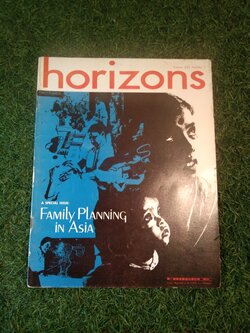 horizons
A SPECIAL ISSUE:
FAMILY PLANNING
IN ASIA